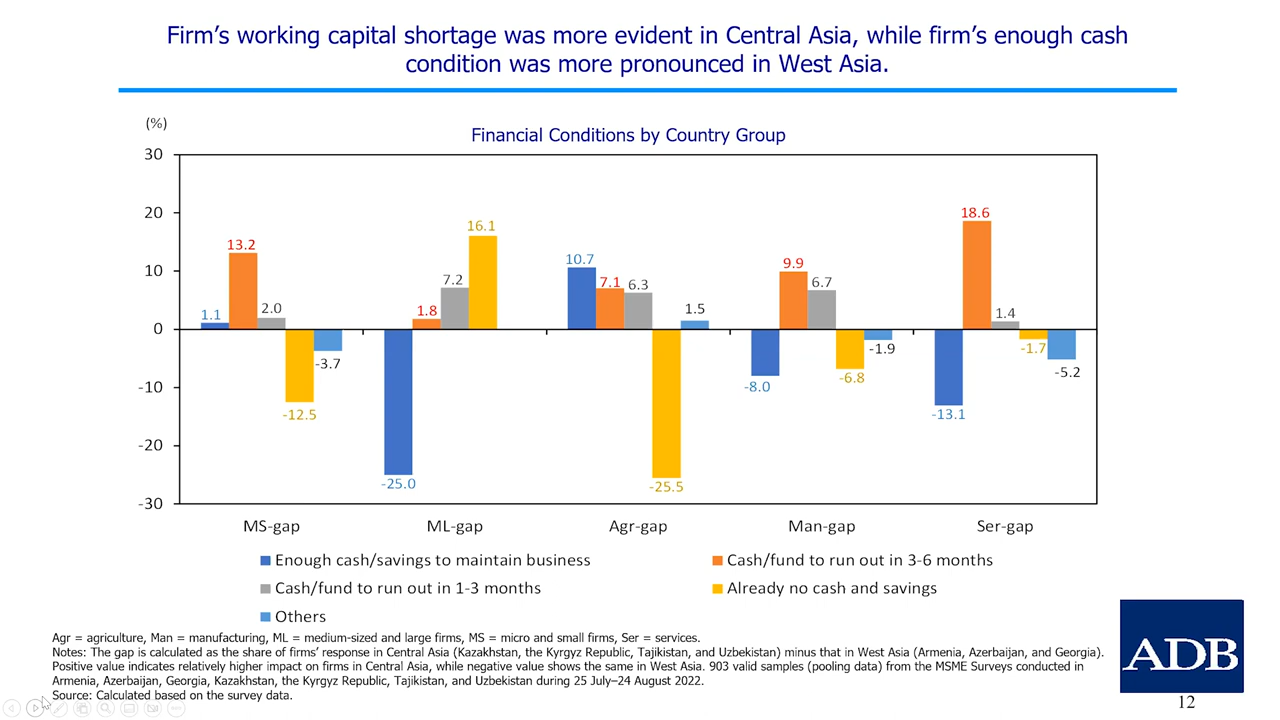 Firm’s working capital shortage was more evident in Central Asia, while firm’s enough cash
condition was more pronounced in West Asia.
(%)
Financial Conditions by Country Group
30
20
10
0
-10
-20
-30
1.1
13.2
2.0
-12.5
-3.7
-25.0
1.8
7.2
16.1
10.7
7.1
6.3
-25.5
1.5
-8.0
9.9
6.7
-6.8
-1.9
-13.1
18.6
1.4
-1.7
-5.2
MS-gap
ML-gap
Agr-gap
Man-gap
Ser-gap
Enough cash/savings to maintain business
Cash/fund to run out in 3-6 months
Cash/fund to run out in 1-3 months
Already no cash and savings
Others
Agr = agriculture, Man = manufacturing, ML = medium-sized and large firms, MS = micro and small firms, Ser = services.
Notes: The gap is calculated as the share of firms’ response in Central Asia (Kazakhstan, the Kyrgyz Republic, Tajikistan, and Uzbekistan) minus that in West Asia (Armenia, Azerbaijan, and Georgia).
Positive value indicates relatively higher impact on firms in Central Asia, while negative value shows the same in West Asia. 903 valid samples (pooling data) from the MSME Surveys conducted in
Armenia, Azerbaijan, Georgia, Kazakhstan, the Kyrgyz Republic, Tajikistan, and Uzbekistan during 25 July–24 August 2022.
Source: Calculated based on the survey data.
ADB
12